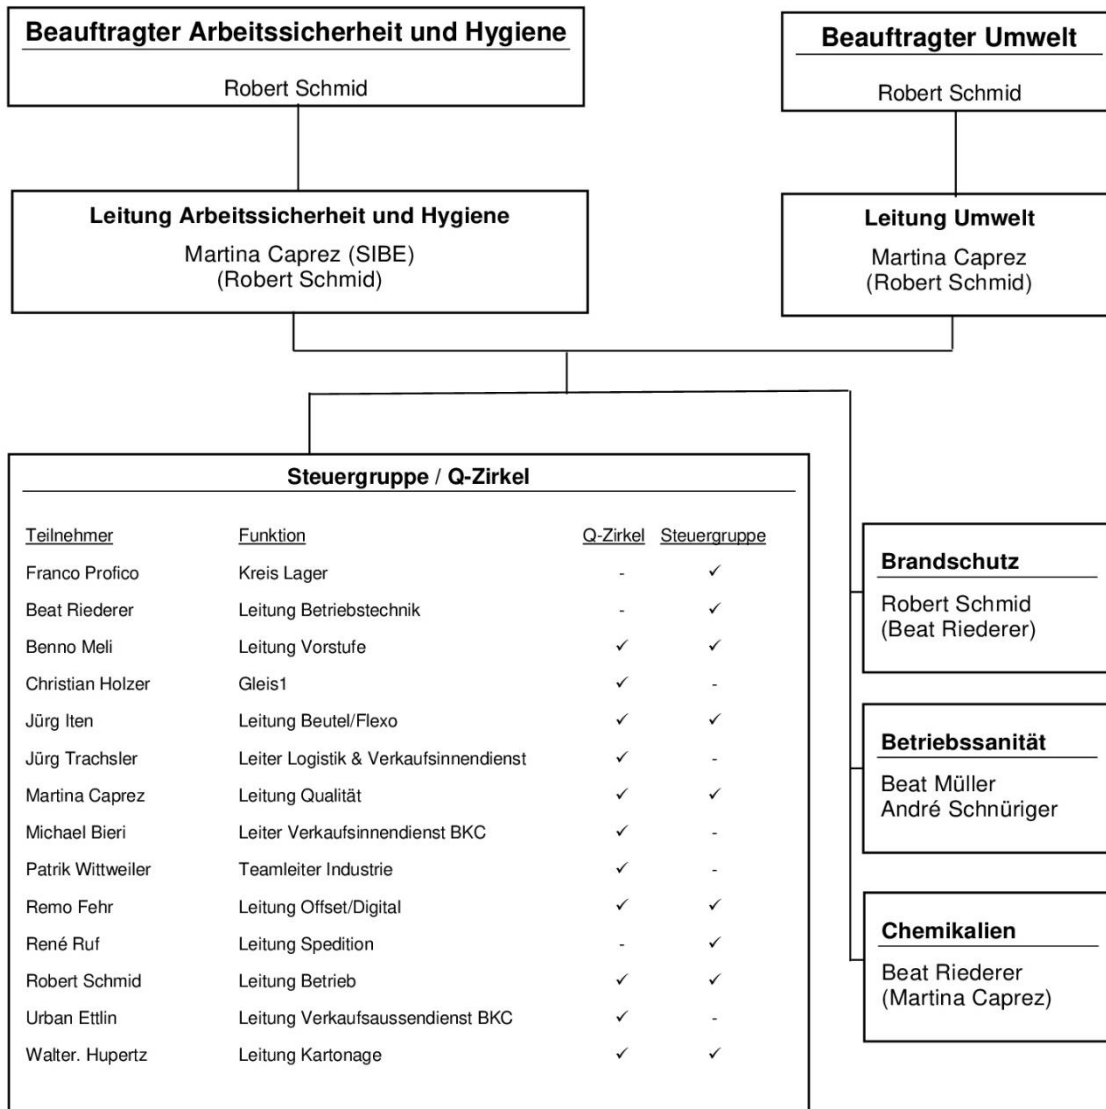 Beauftragter Arbeitssicherheit und Hygiene
Robert Schmid
Beauftragter Umwelt
Robert Schmid
Leitung Arbeitssicherheit und Hygiene
Martina Caprez (SIBE)
(Robert Schmid)
Leitung Umwelt
Martina Caprez
(Robert Schmid)
Steuergruppe / Q-Zirkel
Teilnehmer Funktion Q-Zirkel Steuergruppe
Franco Profico Kreis Lager - ✓
Beat Riederer Leitung Betriebstechnik - ✓
Benno Meli Leitung Vorstufe ✓ ✓
Christian Holzer Gleis1 ✓ -
Jürg Iten Leitung Beutel/Flexo ✓ ✓
Jürg Trachsler Leiter Logistik & Verkaufsinnendienst ✓ -
Martina Caprez Leitung Qualität ✓ ✓
Michael Bieri Leiter Verkaufsinnendienst BKC ✓ -
Patrik Wittweiler Teamleiter Industrie ✓ -
Remo Fehr Leitung Offset/Digital ✓ ✓
René Ruf Leitung Spedition - ✓
Robert Schmid Leitung Betrieb ✓ ✓
Urban Ettlin Leitung Verkaufsaussendienst BKC ✓ -
Walter. Hupertz Leitung Kartonage ✓ ✓
Brandschutz
Robert Schmid
(Beat Riederer)
Betriebssanität
Beat Müller
André Schnüriger
Chemikalien
Beat Riederer
(Martina Caprez)